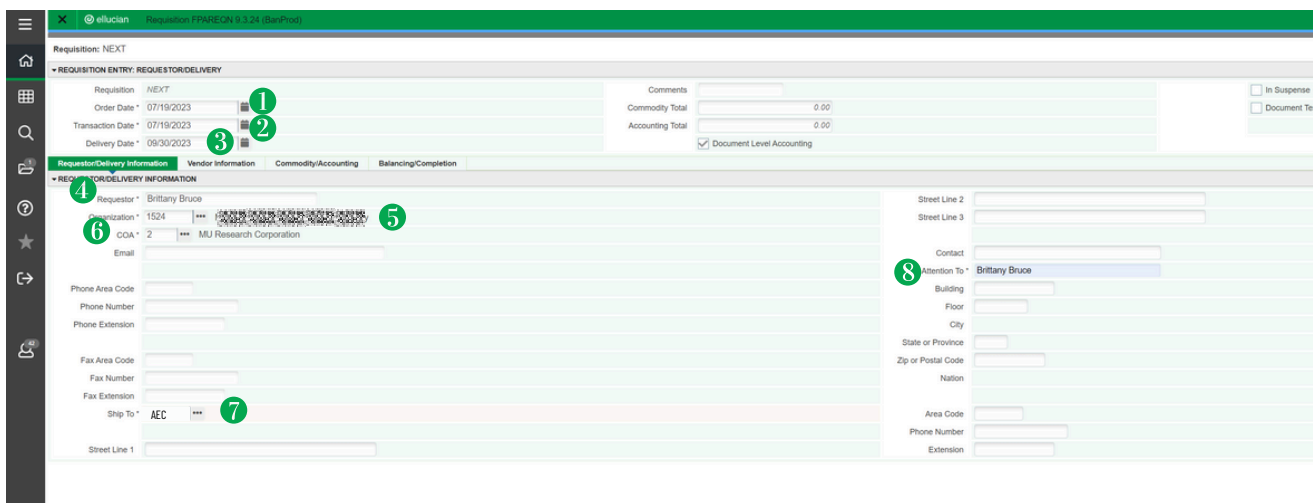 ellucian Requisition FPAREQN 9.3.24 (BanProd)
Requisition: NEXT
REQUISITION ENTRY: REQUESTOR/DELIVERY
Requisition NEXT Comments In Suspense
Order Date * 07/19/2023 1 Commodity Total 0.00 Document Te
Transaction Date * 07/19/2023 2 Accounting Total 0.00
Delivery Date * 09/30/2023 3 Document Level Accounting
1 Requestor/Delivery Information Vendor Information Commodity/Accounting Balancing/Completion
REQUESTOR/DELIVERY INFORMATION
4 Requestor * Brittany Bruce Street Line 2
Organization * 1524 ••• 5 Street Line 3
6 COA * 2 ••• MU Research Corporation
Email Contact
8 Attention To * Brittany Bruce
Phone Area Code Building
Phone Number Floor
Phone Extension City
State or Province
42
Fax Area Code Zip or Postal Code
Fax Number Nation
Fax Extension
Ship To * AEC ••• 7 Area Code
Phone Number
Street Line 1 Extension